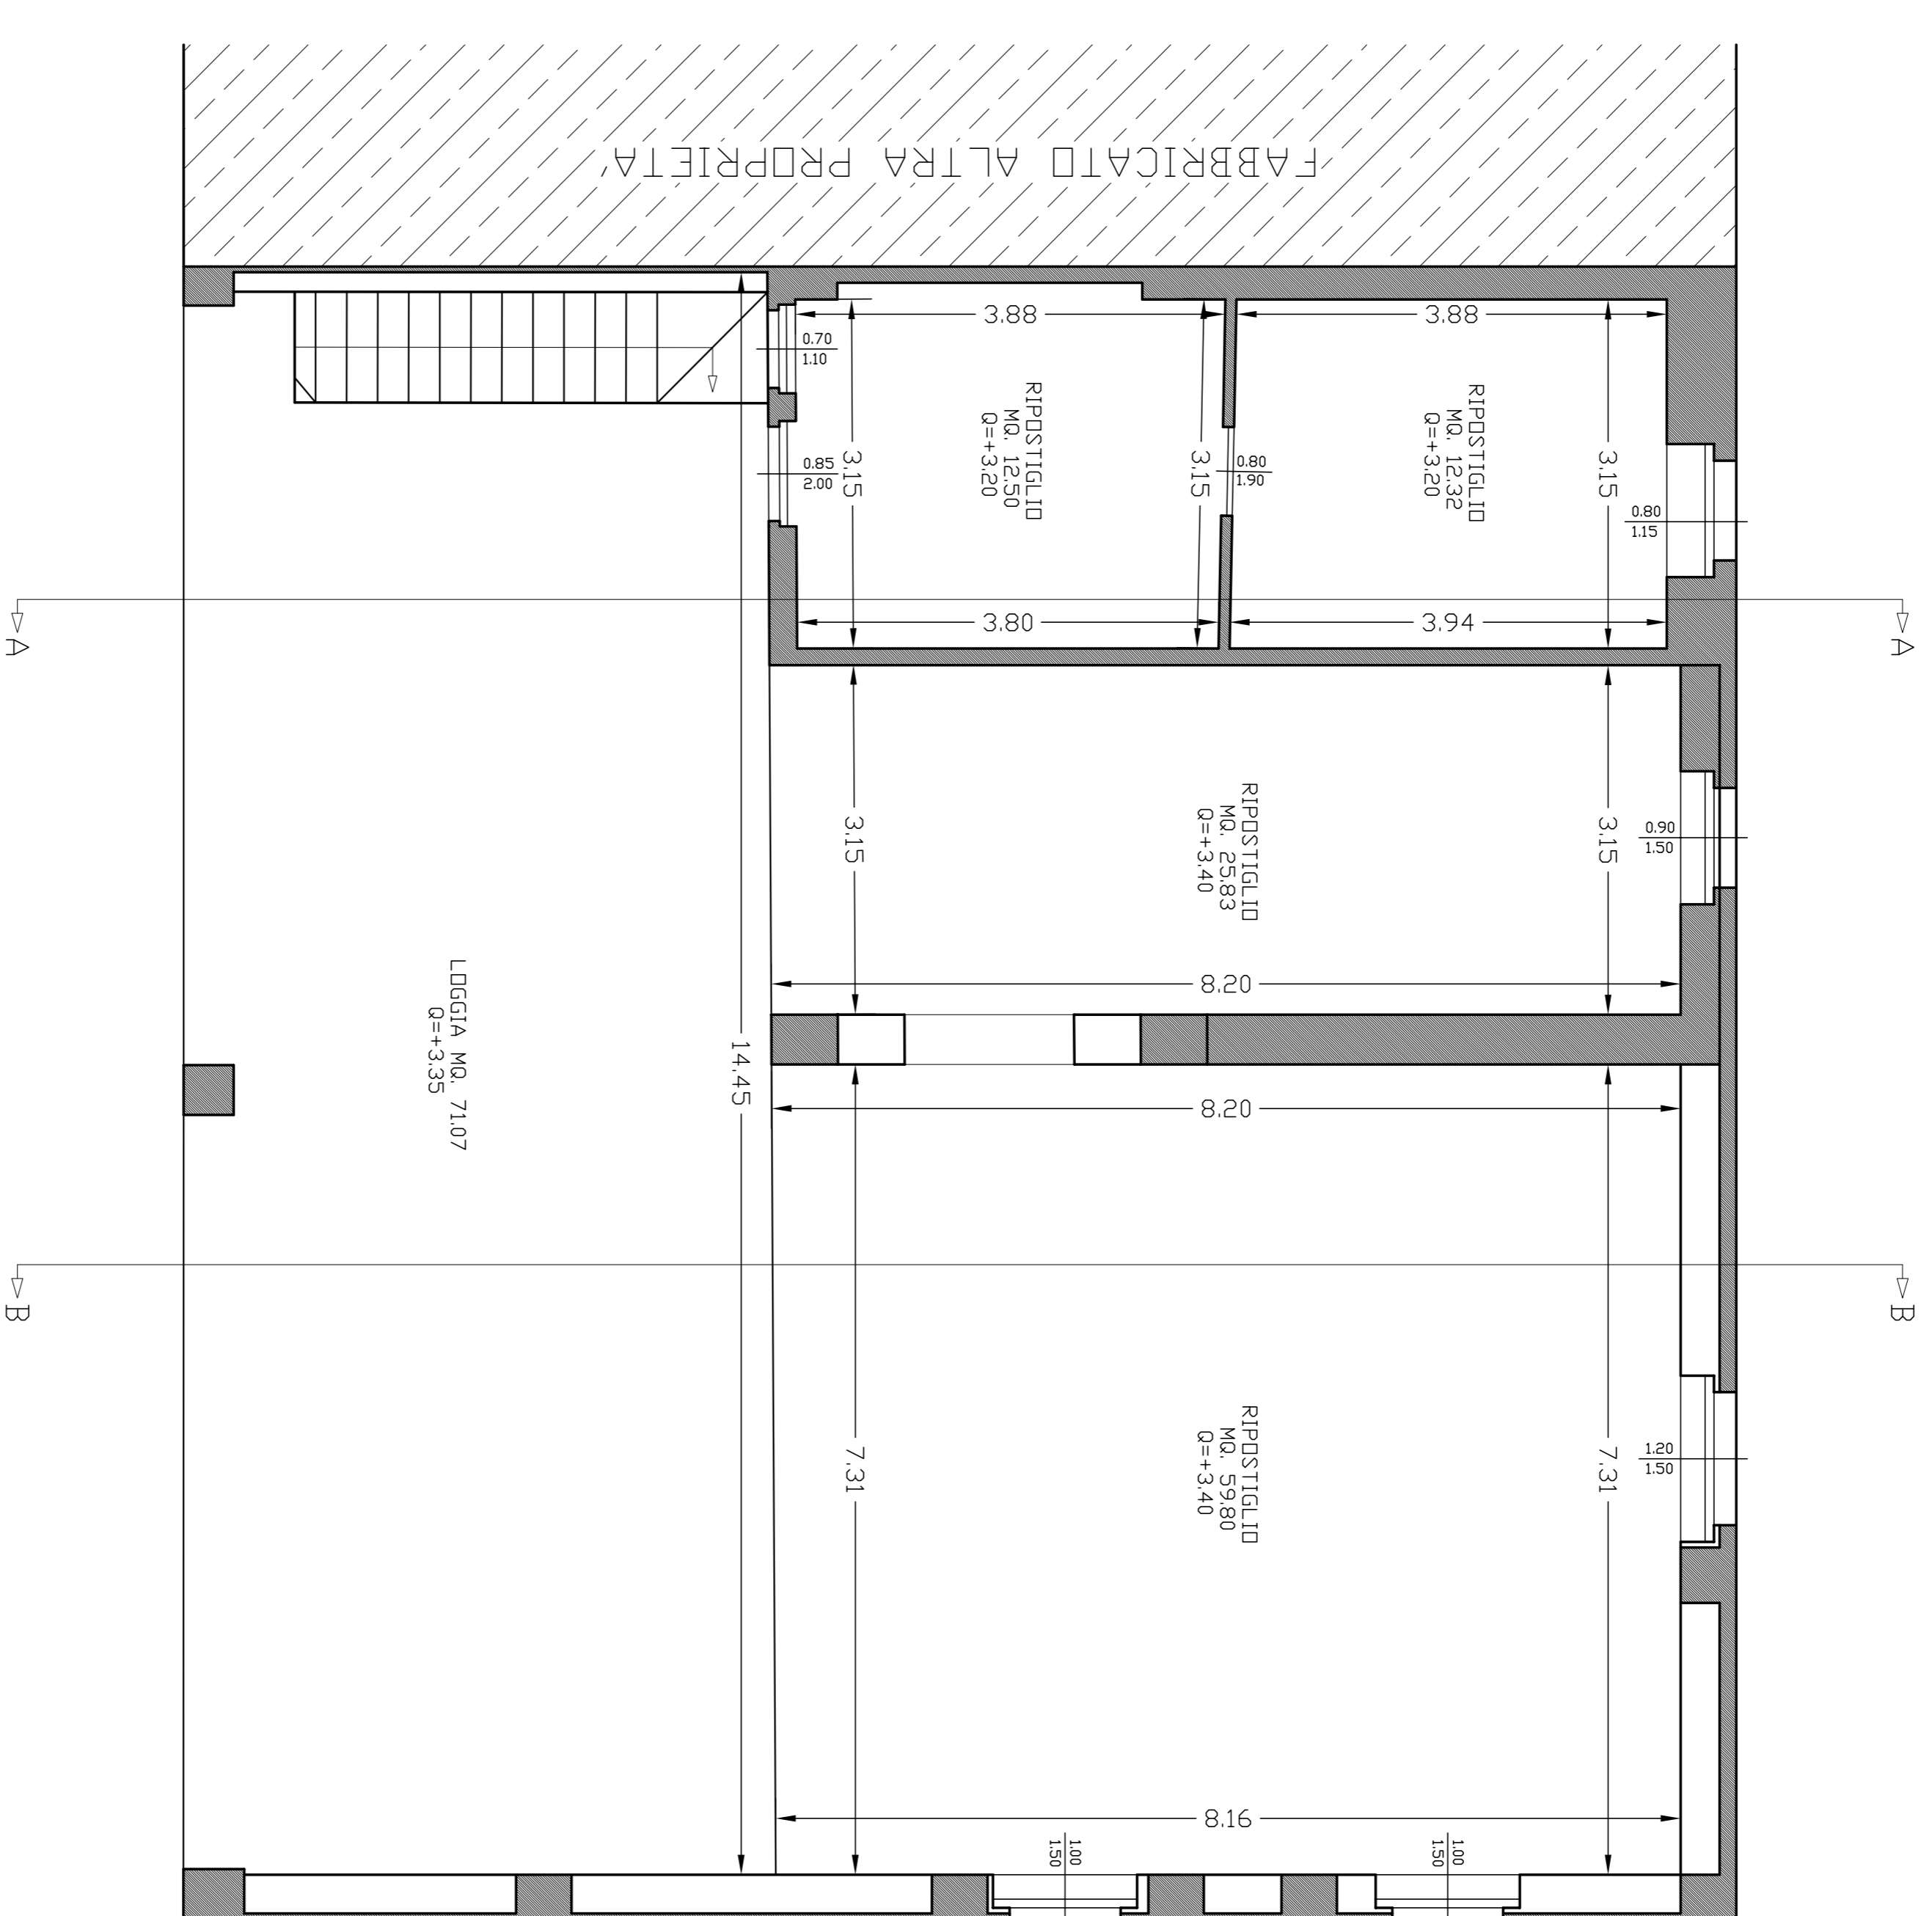 FABBRICATO ALTRA PROPRIETA'
3.88
3.88
0.70
1.10
RIPOSTIGLIO
MQ. 12.50
Q=+3.20
RIPOSTIGLIO
MQ. 12.32
Q=+3.20
0.85
2.00
3.15
3.15
0.80
1.90
3.15
0.80
1.15
3.80
3.94
A
A
3.15
RIPOSTIGLIO
MQ. 25.83
Q=+3.40
3.15
0.90
1.50
8.20
LOGGIA MQ. 71.07
Q=+3.35
14.45
8.20
B
B
7.31
RIPOSTIGLIO
MQ. 59.80
Q=+3.40
7.31
1.20
1.50
8.16
1.00
1.50
1.00
1.50